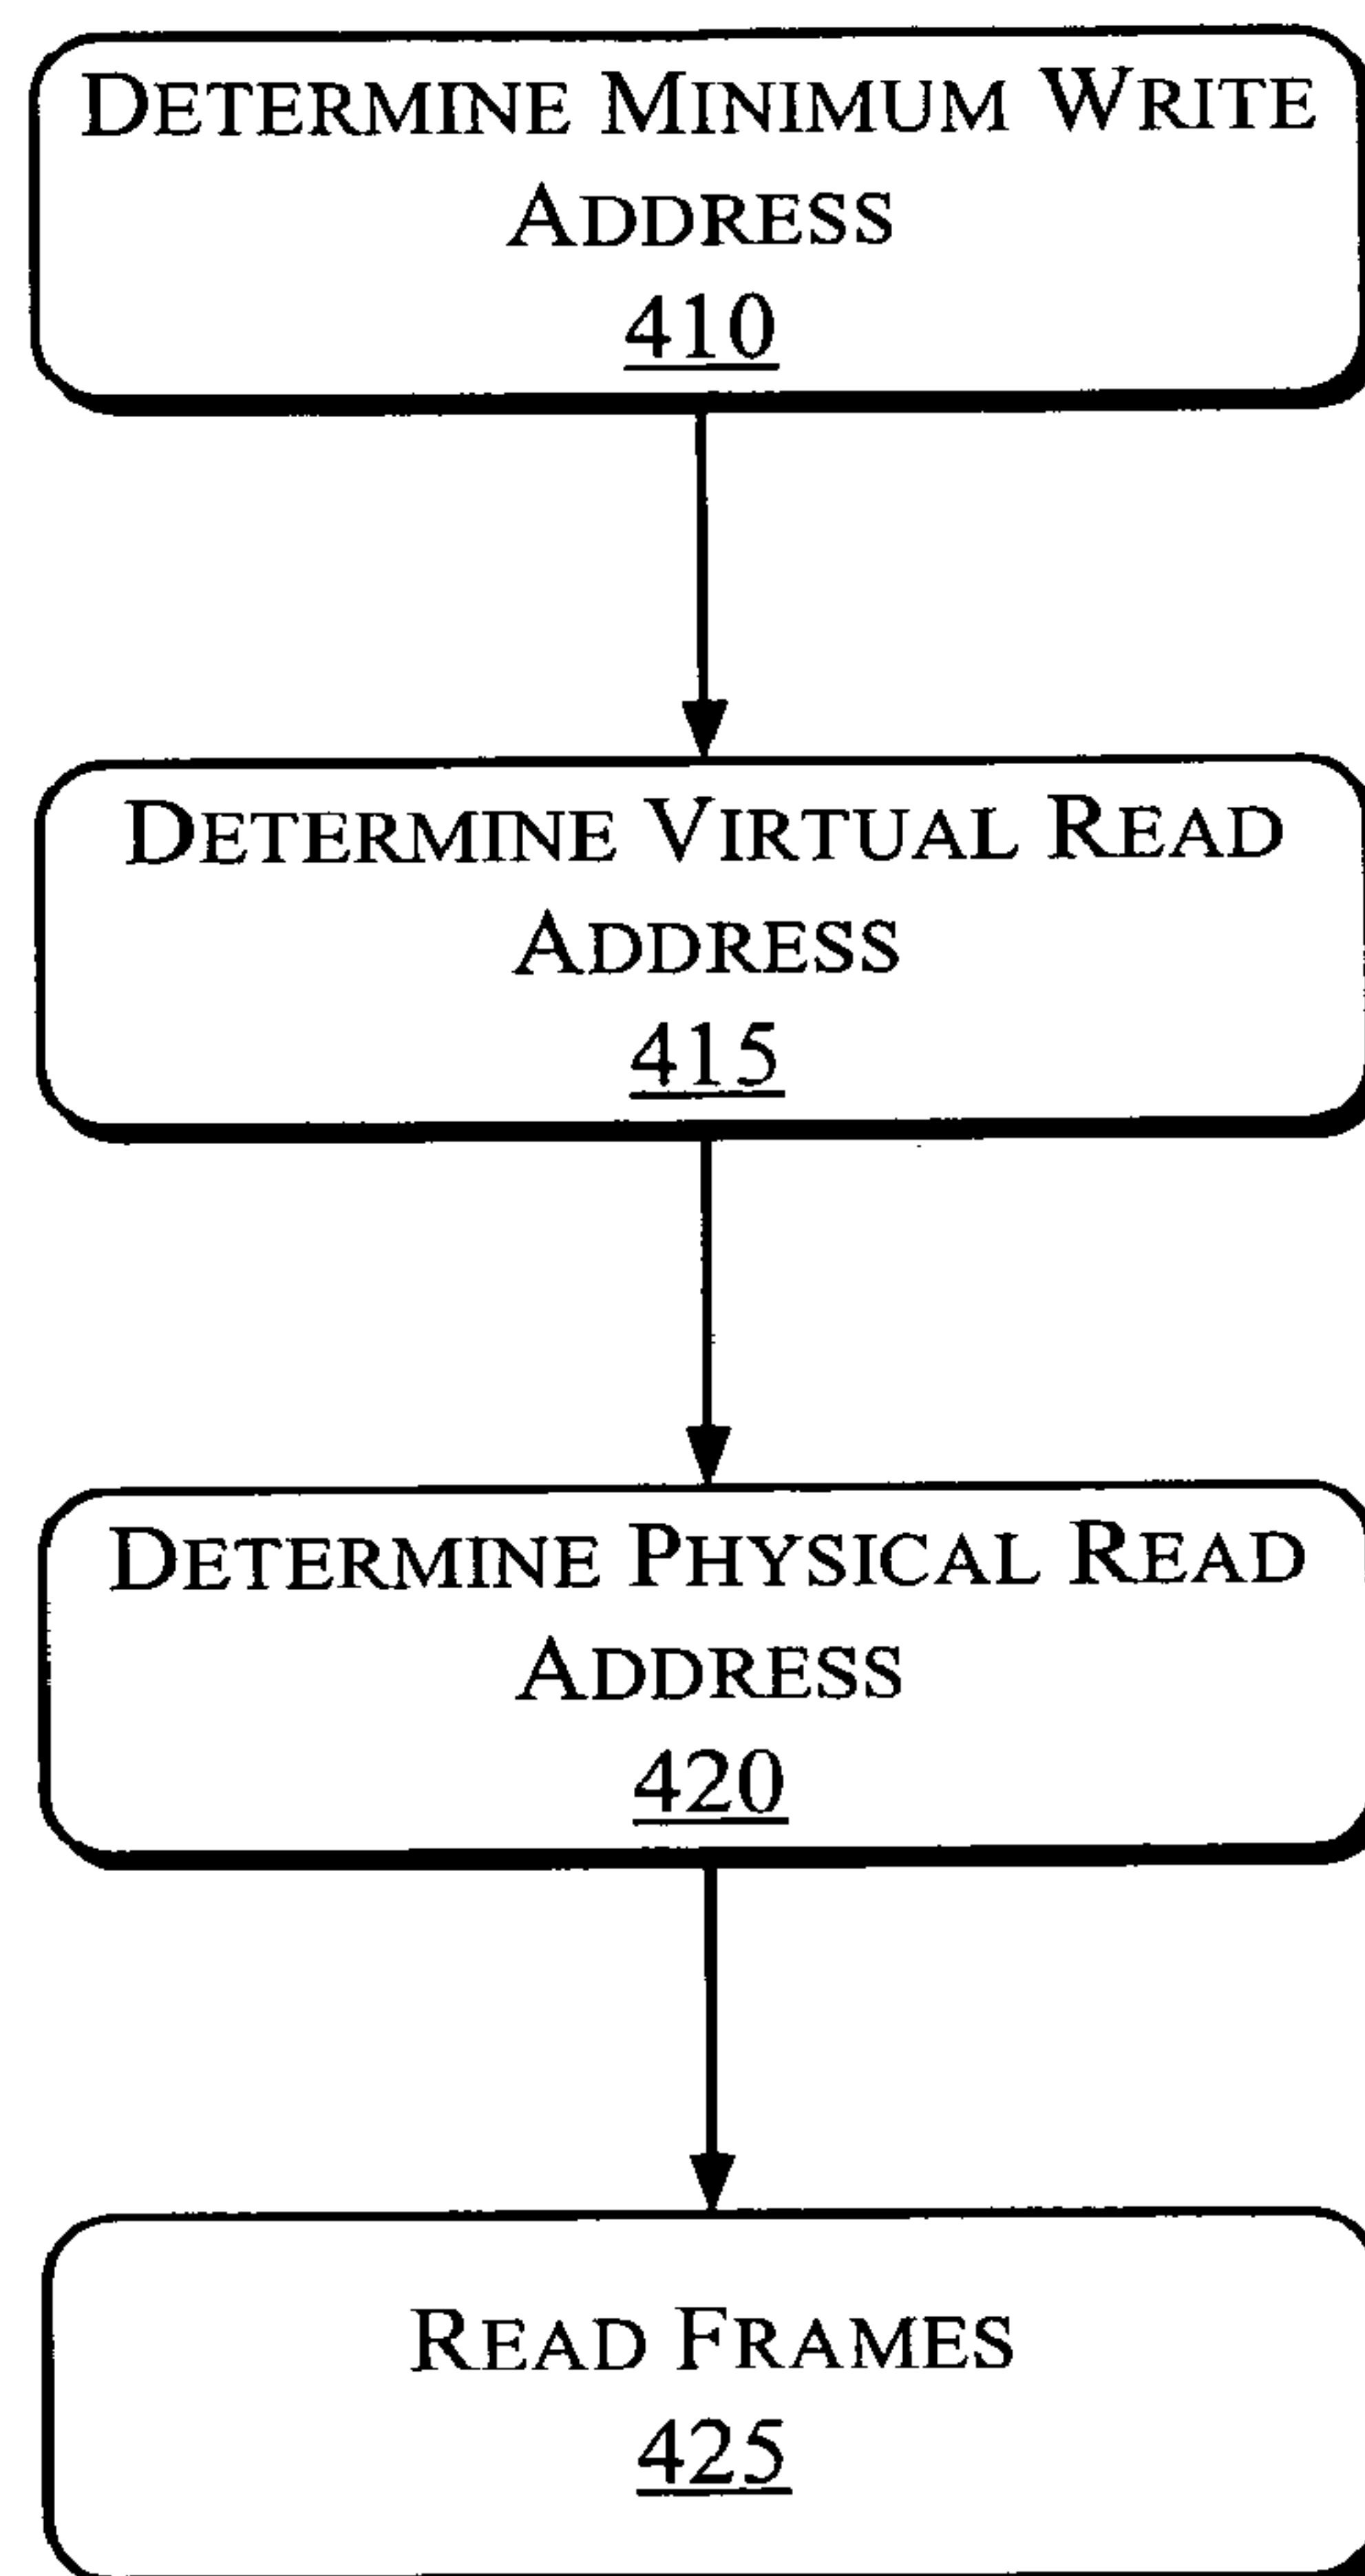 DETERMINE MINIMUM WRITE
ADDRESS
410
DETERMINE VIRTUAL READ
ADDRESS
415
DETERMINE PHYSICAL READ
ADDRESS
420
READ FRAMES
425